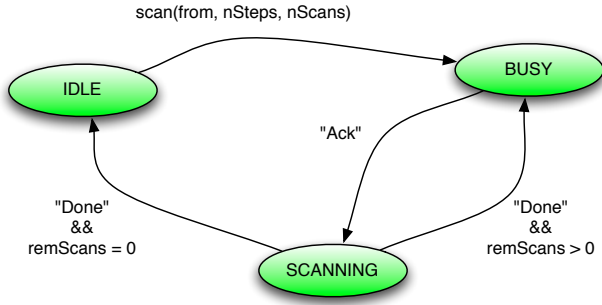 scan(from, nSteps, nScans)
IDLE
BUSY
"Ack"
"Done"
&&
remScans = 0
"Done"
&&
remScans > 0
SCANNING